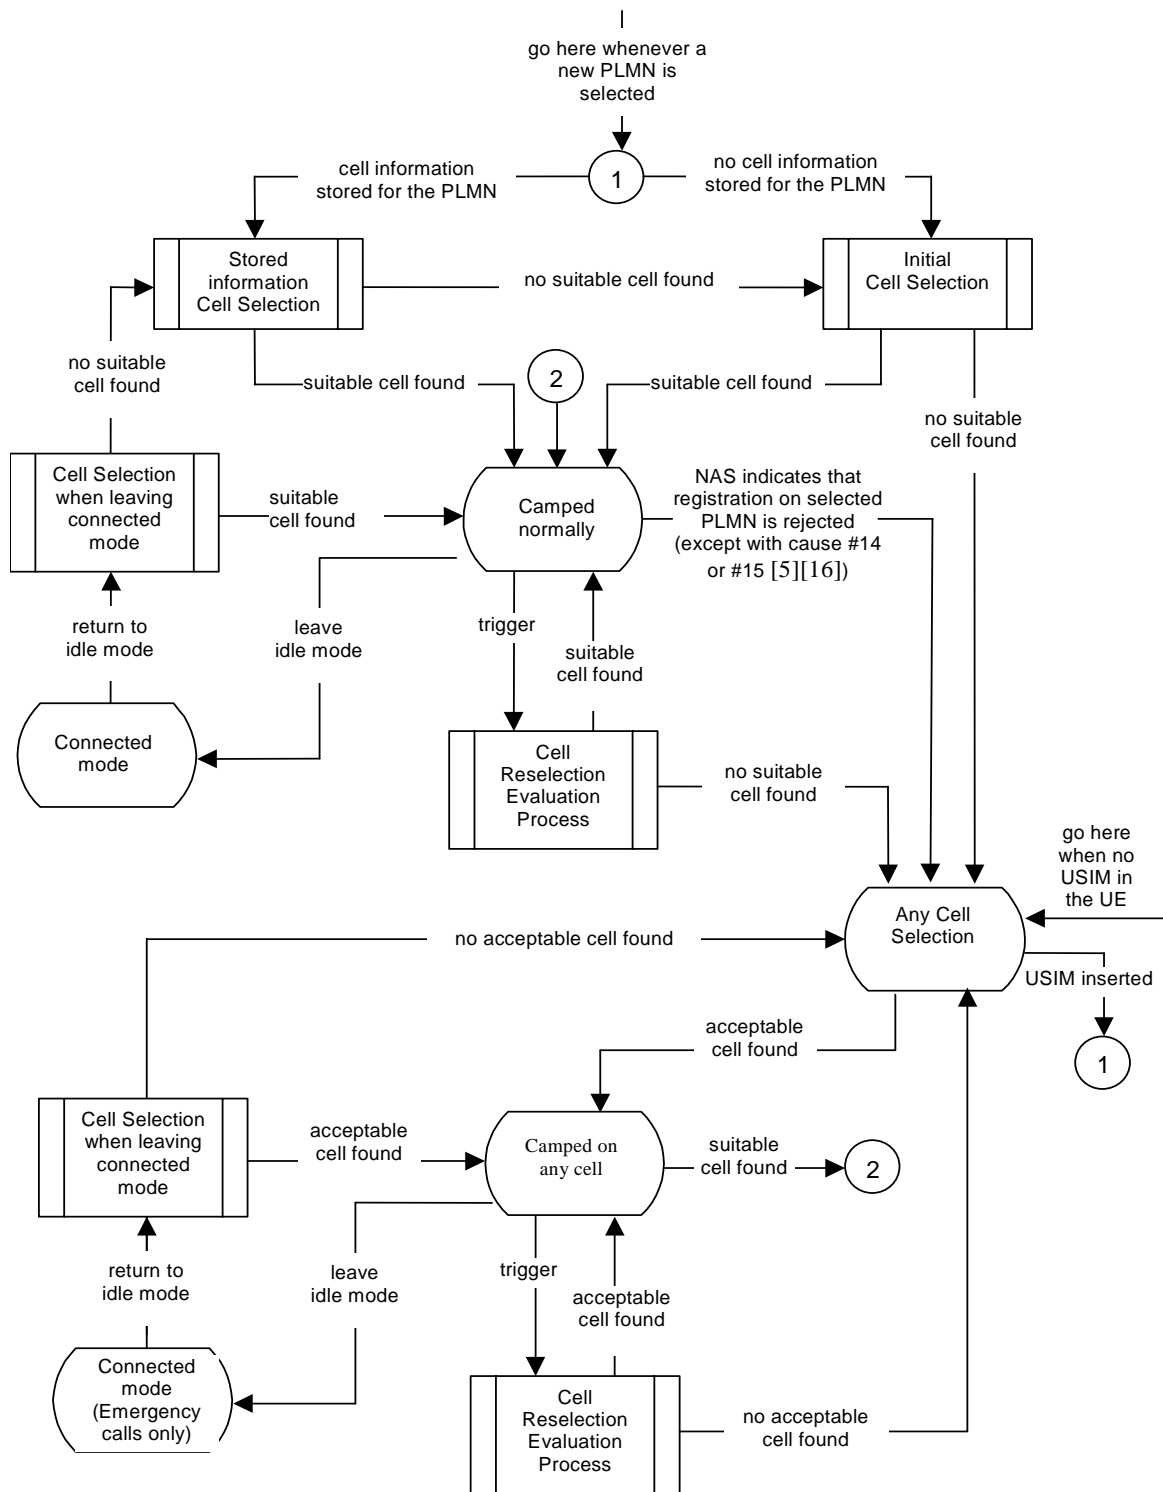 go here whenever a
new PLMN is
selected
1
cell information
stored for the PLMN
no cell information
stored for the PLMN
Stored
information
Cell Selection
no suitable cell found
Initial
Cell Selection
no suitable
cell found
suitable cell found
2
suitable cell found
no suitable
cell found
Cell Selection
when leaving
connected
mode
suitable
cell found
Camped
normally
NAS indicates that
registration on selected
PLMN is rejected
(except with cause #14
or #15 [5][16])
return to
idle mode
leave
idle mode
trigger
suitable
cell found
Connected
mode
Cell
Reselection
Evaluation
Process
no suitable
cell found
go here
when no
USIM in
the UE
Any Cell
Selection
no acceptable cell found
USIM inserted
1
acceptable
cell found
Cell Selection
when leaving
connected
mode
acceptable
cell found
Camped on
any cell
suitable
cell found
2
return to
idle mode
leave
idle mode
trigger
acceptable
cell found
Connected
mode
(Emergency
calls only)
Cell
Reselection
Evaluation
Process
no acceptable
cell found